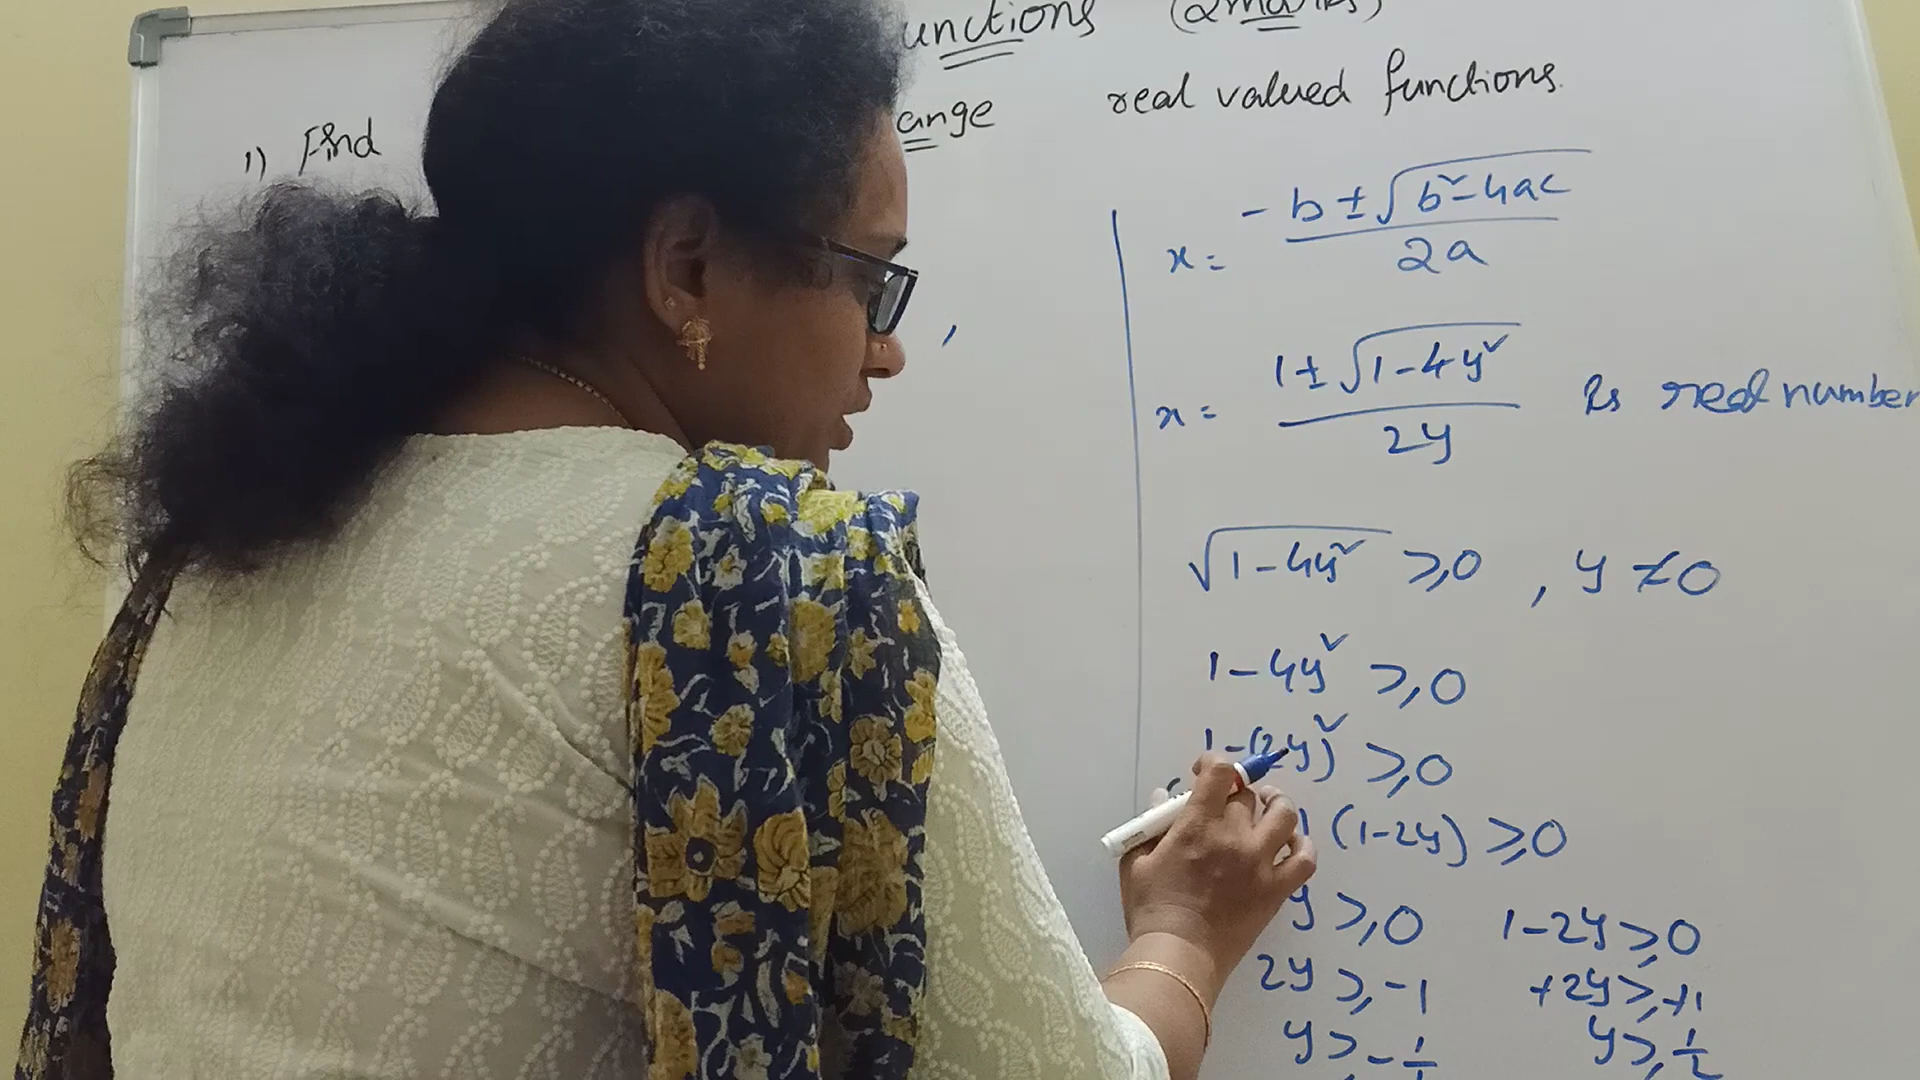 unctions (2marks)
1) Find ange real valued functions.
x = -b ± √b²-4ac / 2a
,
x = 1 ± √1-4y² / 2y is real number
√1-4y² ≥ 0 , y ≠ 0
1-4y² ≥ 0
1-(2y)² ≥ 0
) (1-2y) ≥ 0
y ≥ 0 1-2y ≥ 0
2y ≥ -1 +2y ≥ +1
y ≥ -1 y ≥ 1/2